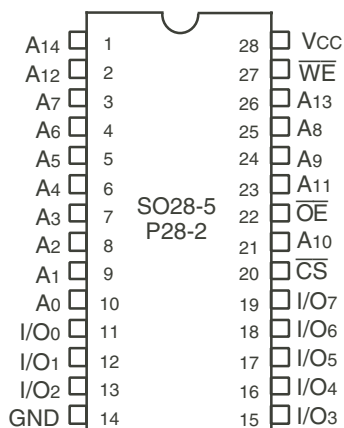 A14 1 28 VCC
A12 2 27 WE
A7 3 26 A13
A6 4 25 A8
A5 5 24 A9
A4 6 23 A11
SO28-5
A3 7 22 OE
P28-2
A2 8 21 A10
A1 9 20 CS
A0 10 19 I/O7
I/O0 11 18 I/O6
I/O1 12 17 I/O5
I/O2 13 16 I/O4
GND 14 15 I/O3